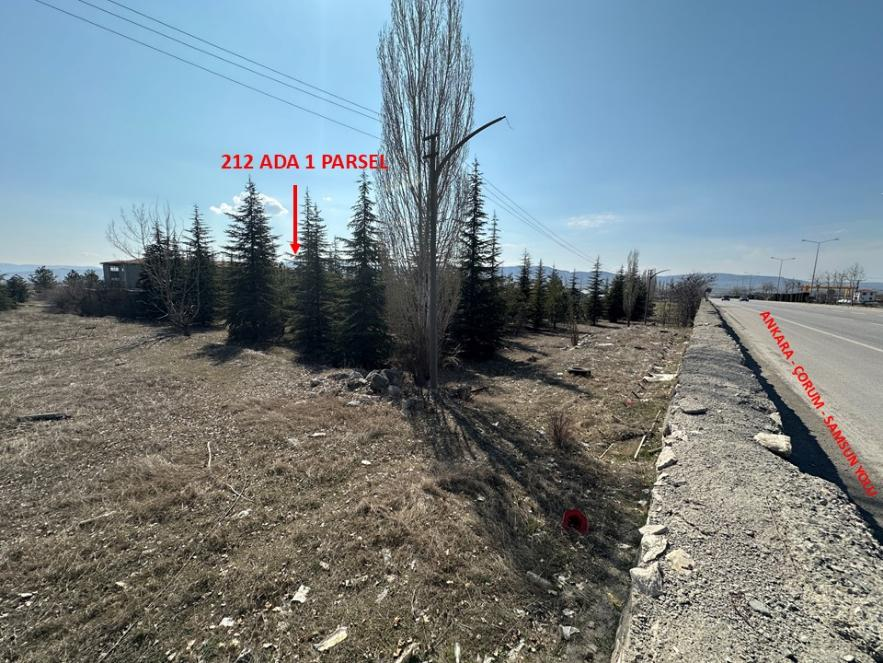 212 ADA 1 PARSEL
ANKARA - ÇORUM - SAMSUN YOLU